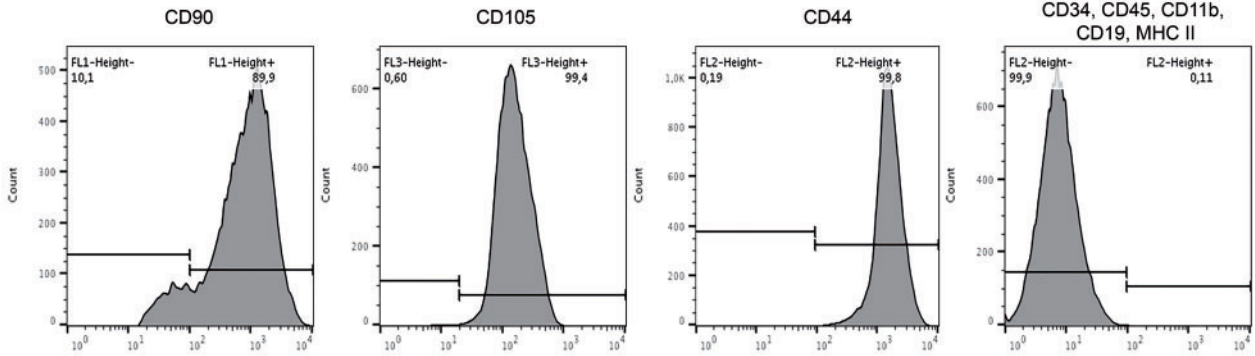 CD90
FL1-Height-
10,1
FL1-Height+
89,9
500
400
300
200
100
0
Count
10^0 10^1 10^2 10^3 10^4
CD105
FL3-Height-
0,60
FL3-Height+
99,4
600
400
200
0
Count
10^0 10^1 10^2 10^3 10^4
CD44
FL2-Height-
0,19
FL2-Height+
99,8
1,0K
800
600
400
200
0
Count
10^0 10^1 10^2 10^3 10^4
CD34, CD45, CD11b,
CD19, MHC II
FL2-Height-
99,9
FL2-Height+
0,11
600
400
200
0
Count
10^0 10^1 10^2 10^3 10^4